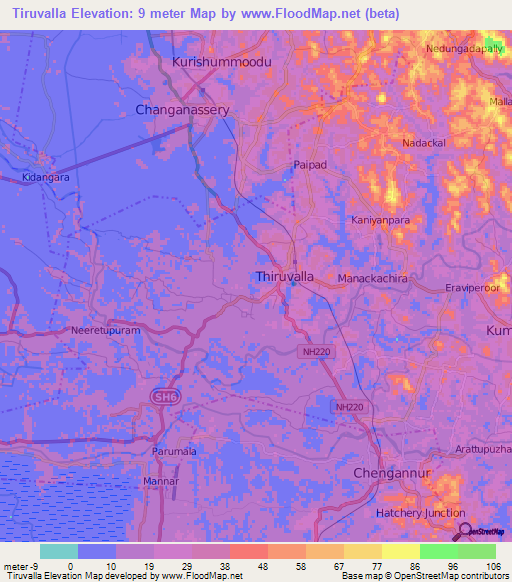 Tiruvalla Elevation: 9 meter Map by www.FloodMap.net (beta)
Nedungadapally
Kurishummoodu
Malla
Changanassery
Nadackal
Paipad
Kidangara
Kaniyanpara
Thiruvalla
Manackachira
Eraviperoor
Neeretupuram
Kum
NH220
SH6
NH220
Parumala
Arattupuzha
Mannar
Chengannur
Hatchery Junction
OpenStreetMap
meter -9 0 10 19 29 38 48 58 67 77 86 96 106
Tiruvalla Elevation Map developed by www.FloodMap.net
Base map © OpenStreetMap contributors